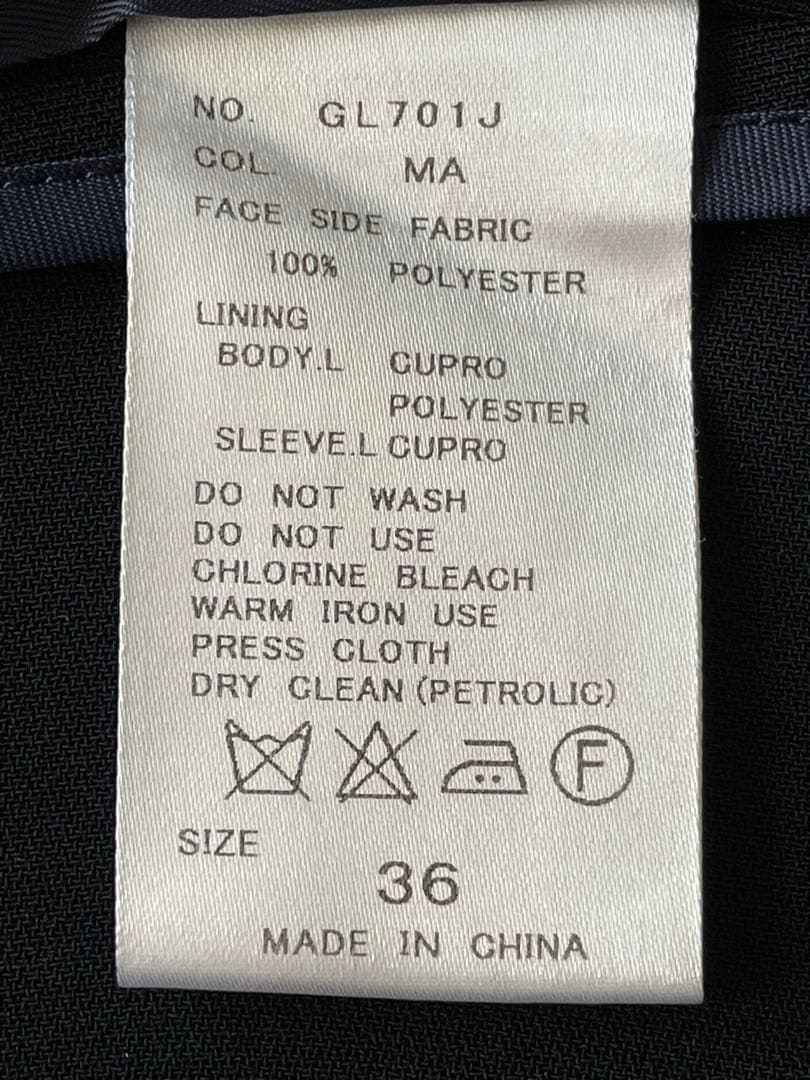 NO. GL701J
COL. MA
FACE SIDE FABRIC
100% POLYESTER
LINING
BODY.L CUPRO
POLYESTER
SLEEVE.L CUPRO
DO NOT WASH
DO NOT USE
CHLORINE BLEACH
WARM IRON USE
PRESS CLOTH
DRY CLEAN (PETROLIC)
F
SIZE
36
MADE IN CHINA